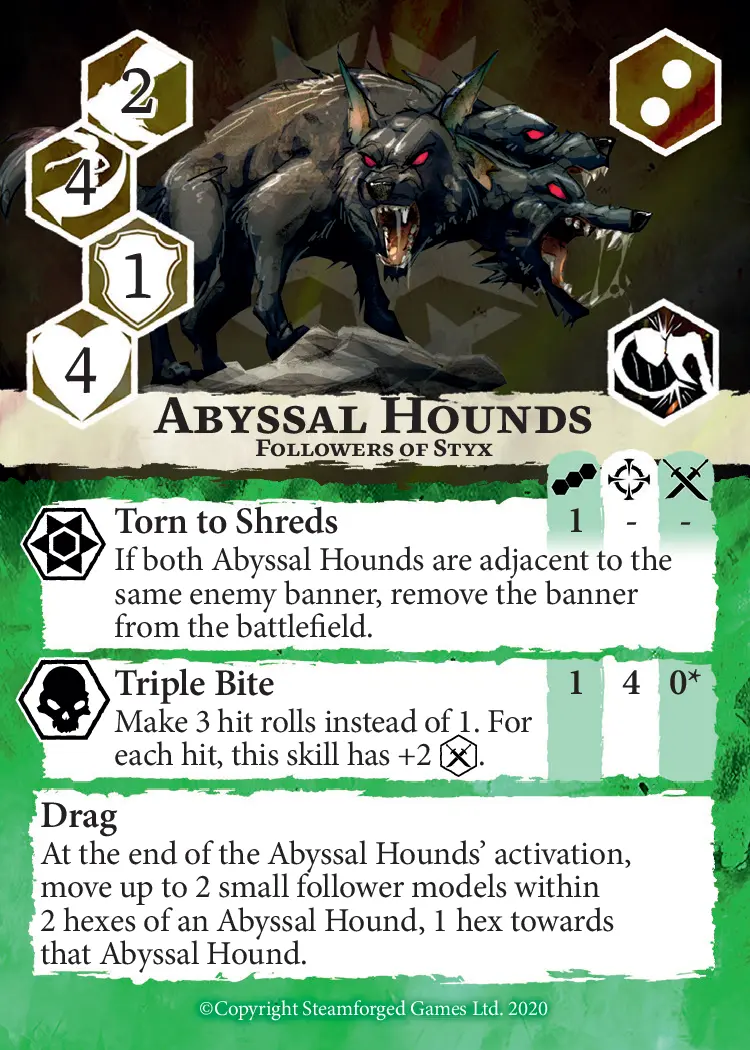 2
4
1
4
Abyssal Hounds
Followers of Styx
Torn to Shreds 1 - -
If both Abyssal Hounds are adjacent to the
same enemy banner, remove the banner
from the battlefield.
Triple Bite 1 4 0*
Make 3 hit rolls instead of 1. For
each hit, this skill has +2 .
Drag
At the end of the Abyssal Hounds’ activation,
move up to 2 small follower models within
2 hexes of an Abyssal Hound, 1 hex towards
that Abyssal Hound.
©Copyright Steamforged Games Ltd. 2020